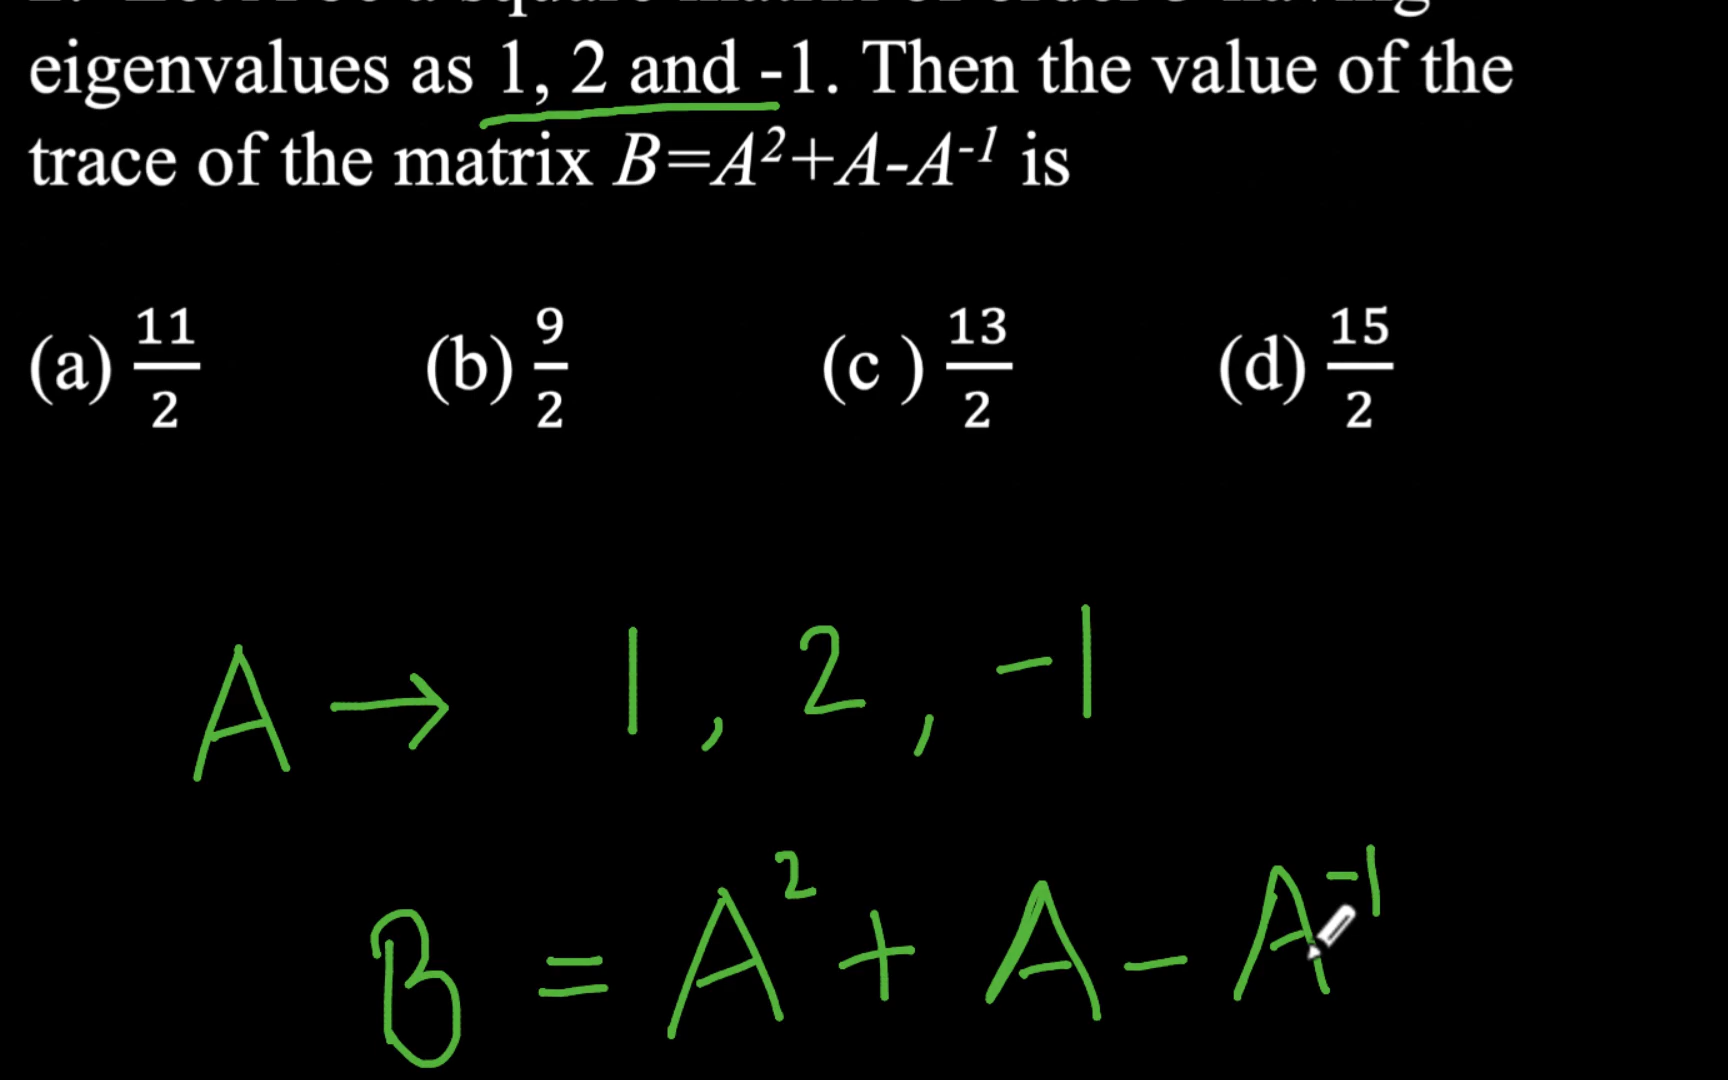 eigenvalues as 1, 2 and -1. Then the value of the
trace of the matrix B=A²+A-A⁻¹ is
(a) 11/2 (b) 9/2 (c ) 13/2 (d) 15/2
A → 1, 2, -1
B = A² + A - A⁻¹